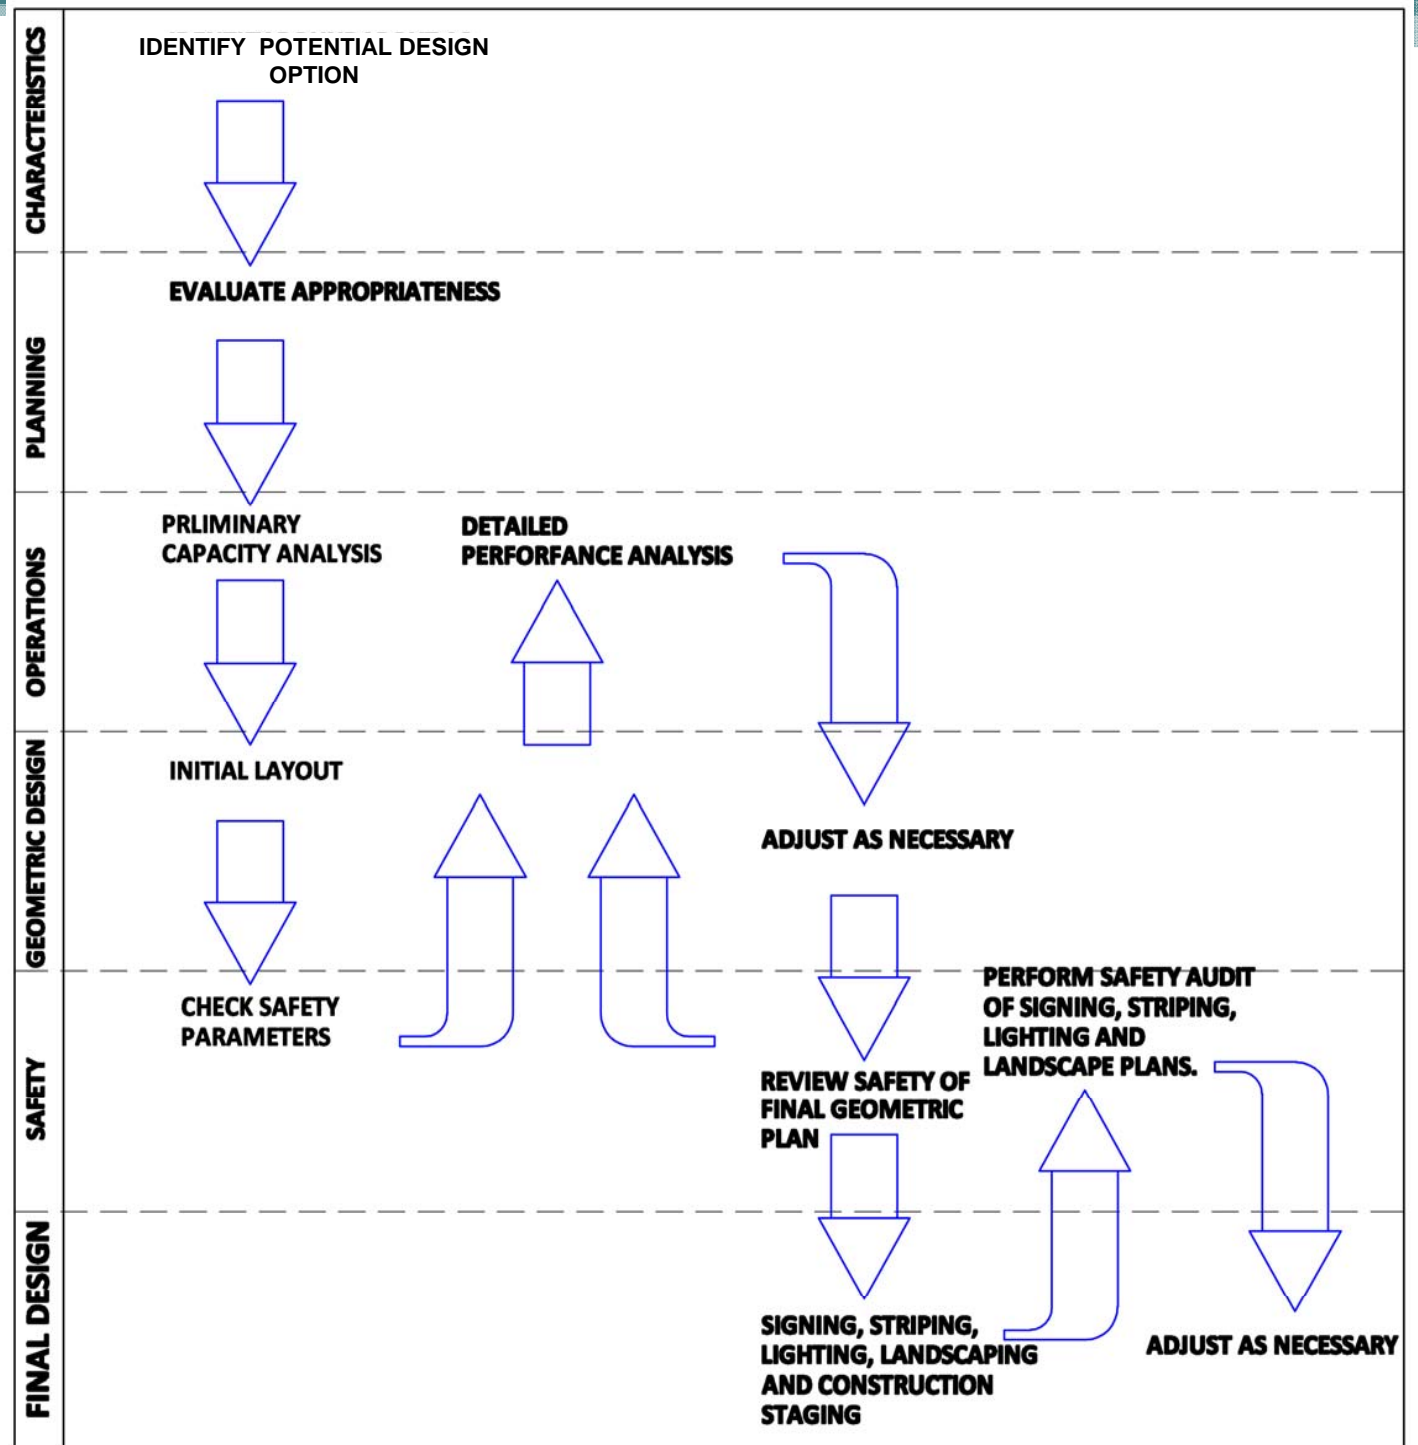 CHARACTERISTICS
IDENTIFY POTENTIAL DESIGN
OPTION
PLANNING
EVALUATE APPROPRIATENESS
OPERATIONS
PRLIMINARY
CAPACITY ANALYSIS
DETAILED
PERFORFANCE ANALYSIS
GEOMETRIC DESIGN
INITIAL LAYOUT
ADJUST AS NECESSARY
SAFETY
CHECK SAFETY
PARAMETERS
REVIEW SAFETY OF
FINAL GEOMETRIC
PLAN
PERFORM SAFETY AUDIT
OF SIGNING, STRIPING,
LIGHTING AND
LANDSCAPE PLANS.
FINAL DESIGN
SIGNING, STRIPING,
LIGHTING, LANDSCAPING
AND CONSTRUCTION
STAGING
ADJUST AS NECESSARY